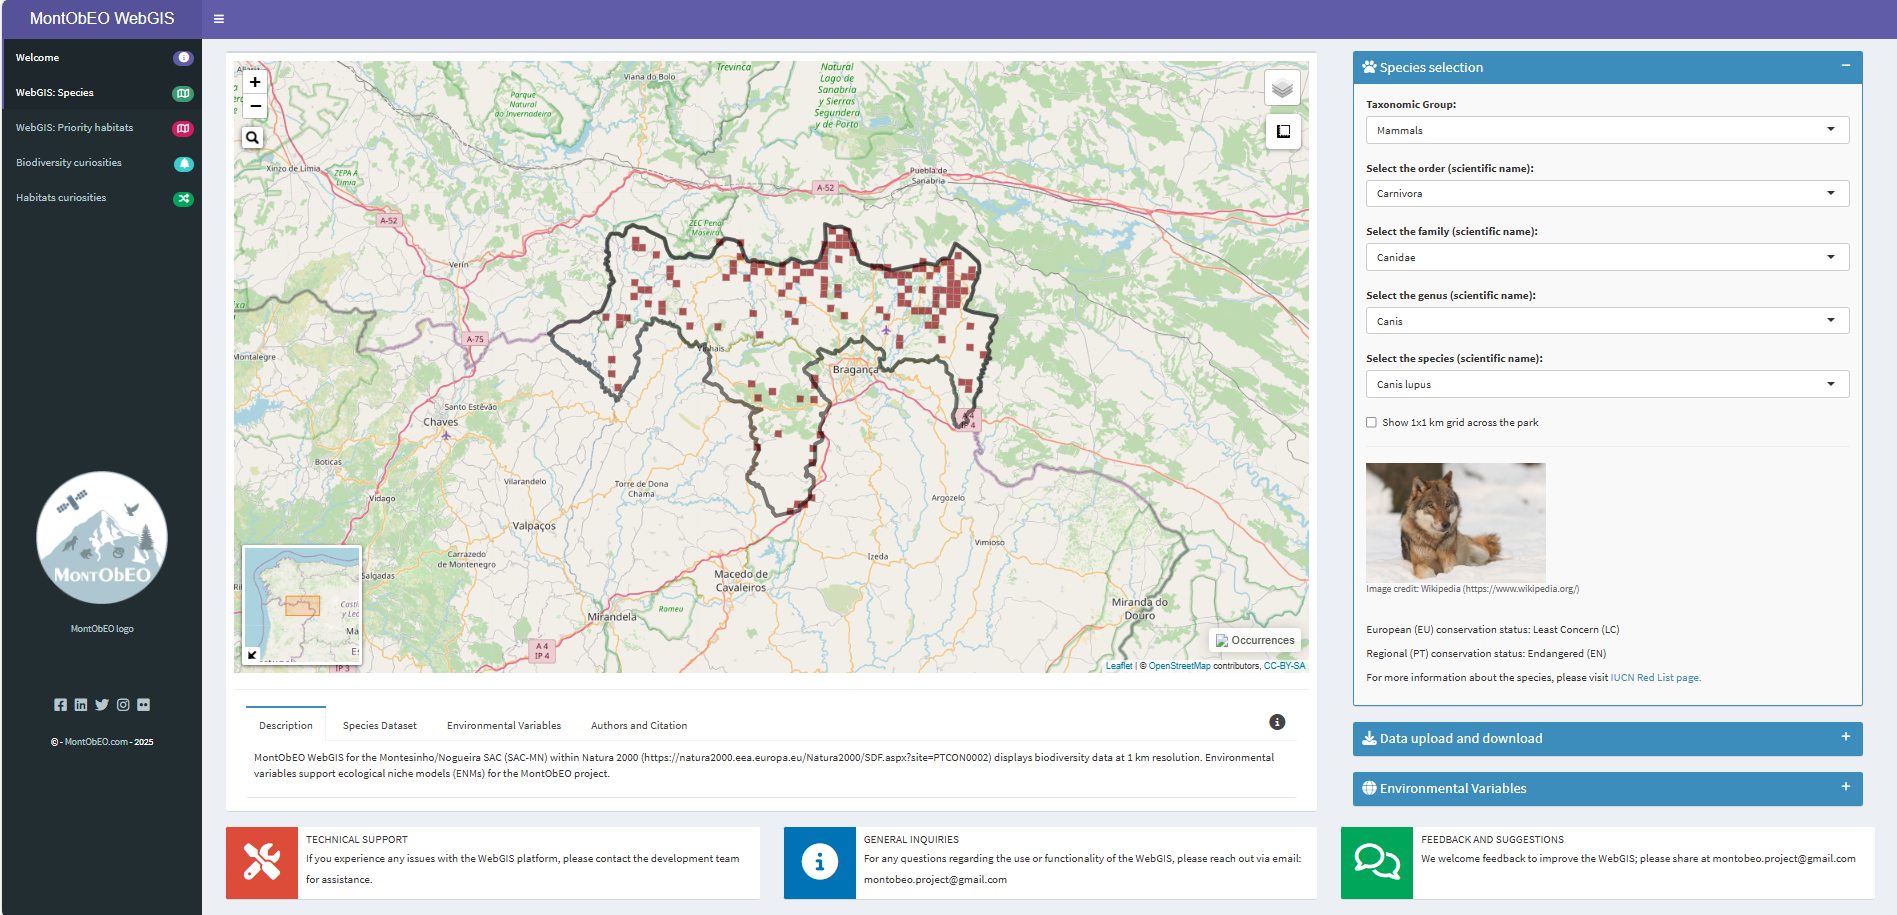 MontObEO WebGIS
Welcome
WebGIS: Species
WebGIS: Priority habitats
Biodiversity curiosities
Habitats curiosities
MONTOBEO
MontObEO logo
© - MontObEO.com - 2025
+
−
Viana do Bolo
Trevinca
Natural
Lago de
Sanabria
y Sierras
Segundera
y de Porto
Parque
Natural
do Invernadeiro
Xinzo de Limia
ZEPA A
Limia
Puebla de
Sanabria
A-52
A-52
ZEC Pena
Maseira
Verín
A-75
Montalegre
Vinhais
Bragança
Santo Estêvão
Chaves
A 4
IP 4
Boticas
Vidago
Vilarandelo
Torre de Dona
Chama
Argozelo
Valpaços
Vimioso
Carrazedo
de Montenegro
Izeda
Salgadas
Macedo de
Cavaleiros
Romeu
Mirandela
Miranda do
Douro
A 4
IP 4
IP 3
Occurrences
Leaflet | © OpenStreetMap contributors, CC-BY-SA
Description
Species Dataset
Environmental Variables
Authors and Citation
MontObEO WebGIS for the Montesinho/Nogueira SAC (SAC-MN) within Natura 2000 (https://natura2000.eea.europa.eu/Natura2000/SDF.aspx?site=PTCON0002) displays biodiversity data at 1 km resolution. Environmental
variables support ecological niche models (ENMs) for the MontObEO project.
Species selection
Taxonomic Group:
Mammals
Select the order (scientific name):
Carnivora
Select the family (scientific name):
Canidae
Select the genus (scientific name):
Canis
Select the species (scientific name):
Canis lupus
Show 1x1 km grid across the park
Image credit: Wikipedia (https://www.wikipedia.org/)
European (EU) conservation status: Least Concern (LC)
Regional (PT) conservation status: Endangered (EN)
For more information about the species, please visit IUCN Red List page.
Data upload and download
Environmental Variables
TECHNICAL SUPPORT
If you experience any issues with the WebGIS platform, please contact the development team
for assistance.
GENERAL INQUIRIES
For any questions regarding the use or functionality of the WebGIS, please reach out via email:
montobeo.project@gmail.com
FEEDBACK AND SUGGESTIONS
We welcome feedback to improve the WebGIS; please share at montobeo.project@gmail.com